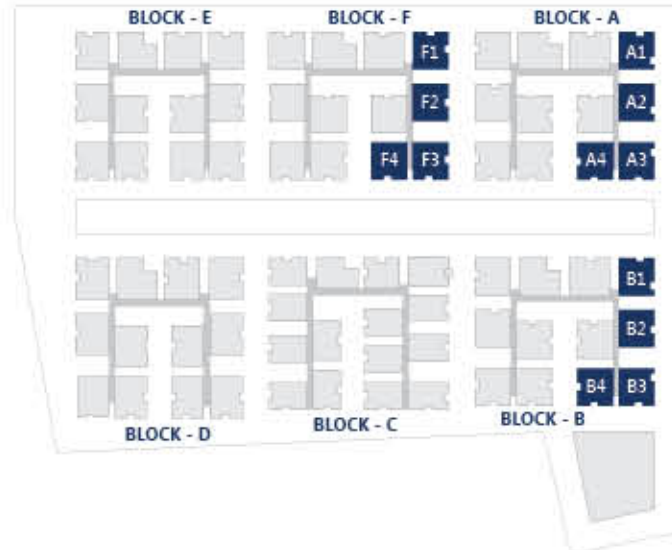 BLOCK - E
BLOCK - F
BLOCK - A
F1
A1
F2
A2
F4
F3
A4
A3
B1
B2
B4
B3
BLOCK - D
BLOCK - C
BLOCK - B